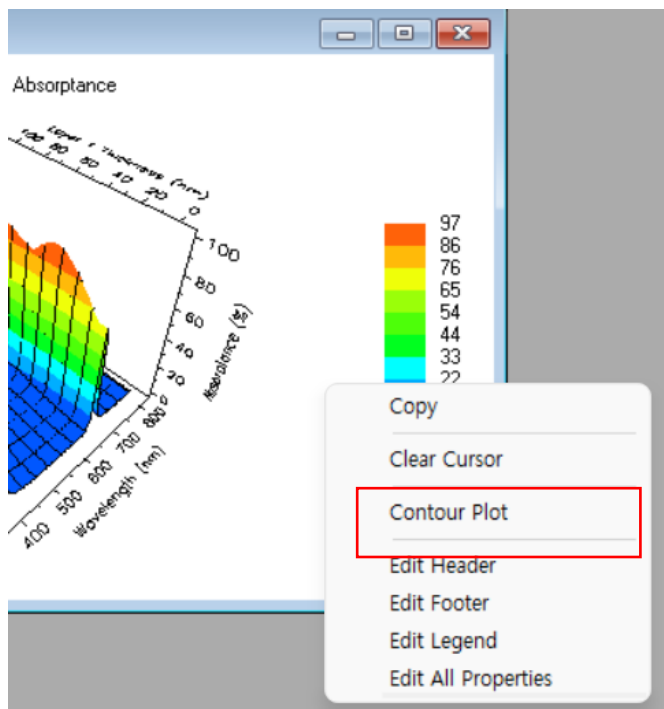 Absorptance
100 80 60 40 20 0
Layer 1 Thickness (nm)
100
80
60
40
20
0
Absorptance (%)
400 500 600 700 800
Wavelength (nm)
97
86
76
65
54
44
33
22
Copy
Clear Cursor
Contour Plot
Edit Header
Edit Footer
Edit Legend
Edit All Properties